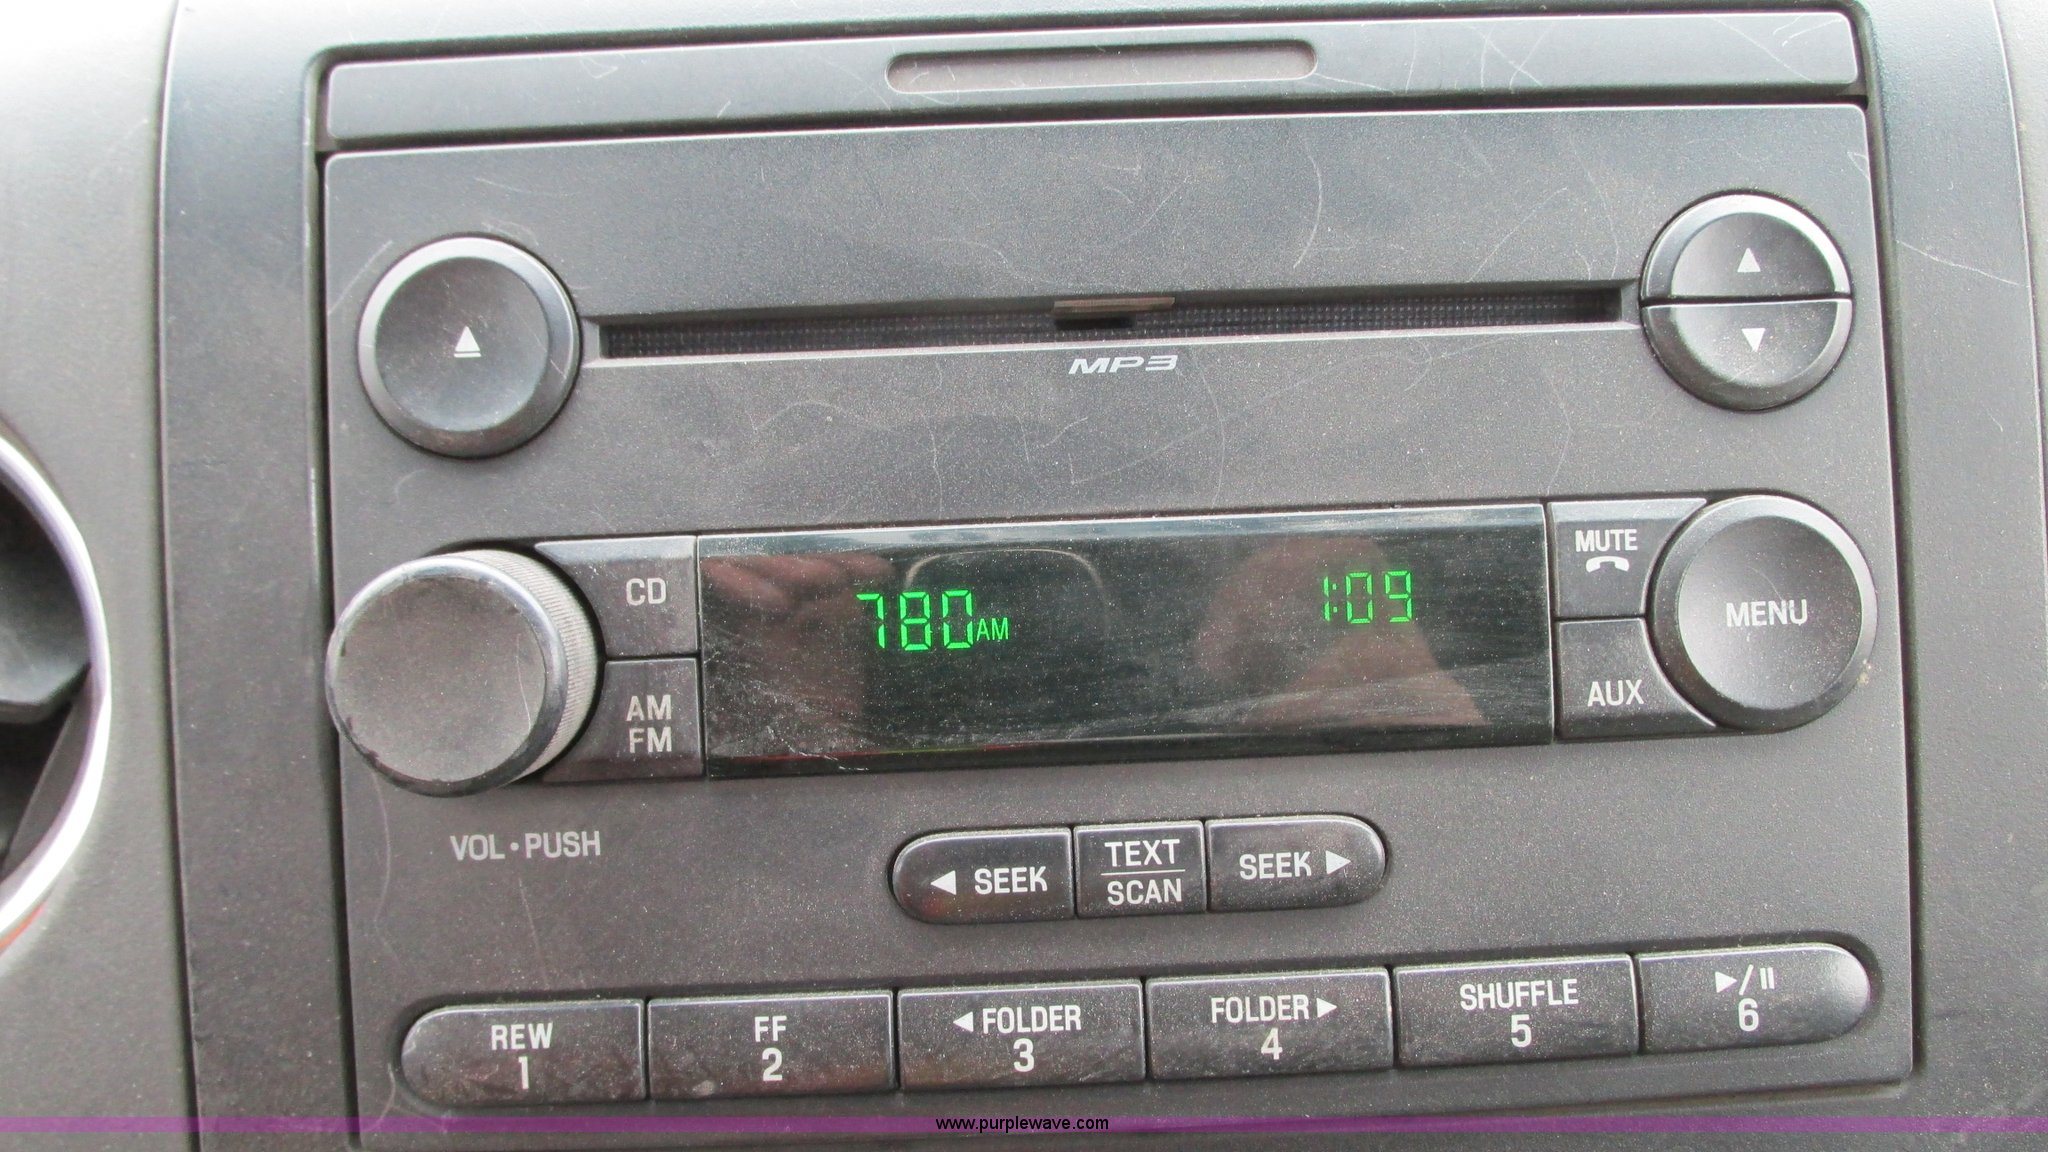 MP3
CD
AM
FM
780AM
1:09
MUTE
AUX
MENU
VOL • PUSH
◀ SEEK
TEXT
SCAN
SEEK ▶
REW
1
FF
2
◀ FOLDER
3
FOLDER ▶
4
SHUFFLE
5
▶/II
6
www.purplewave.com